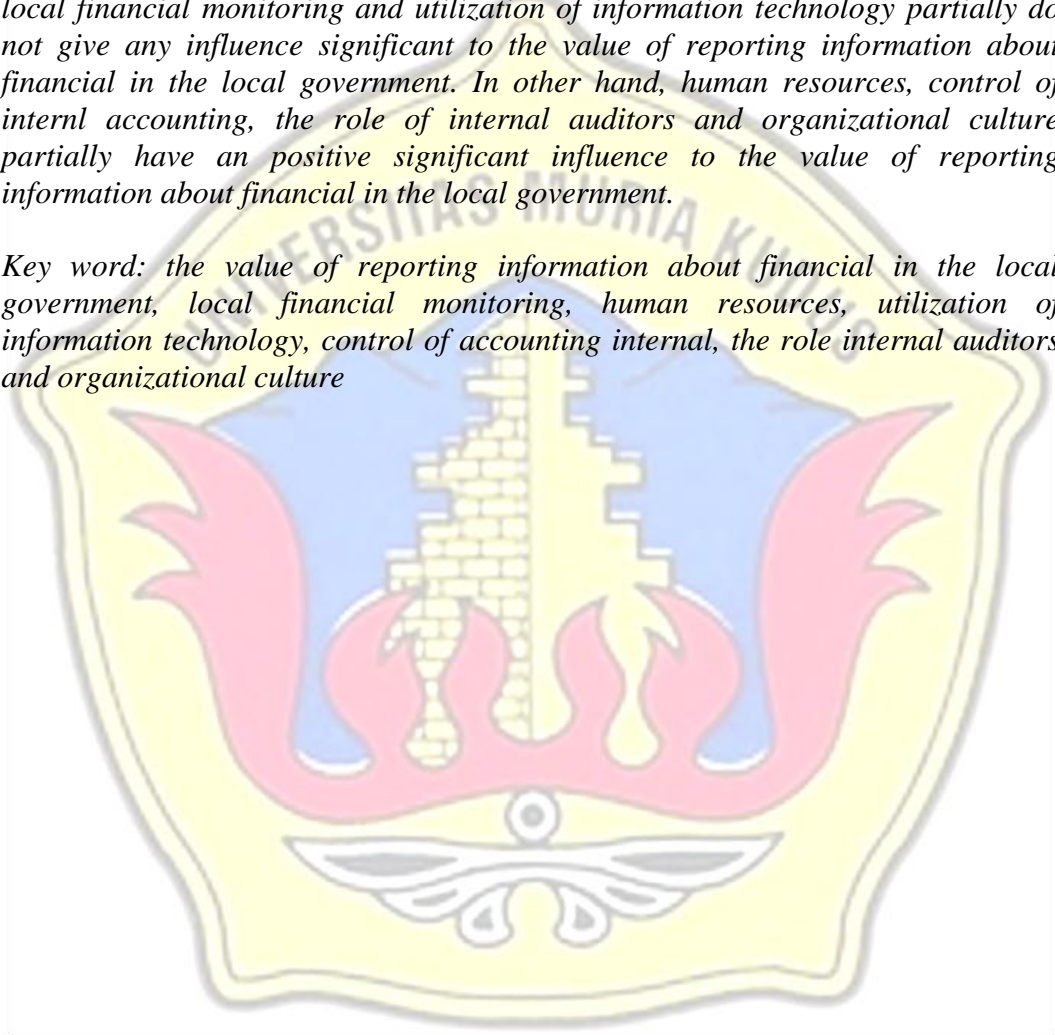 local financial monitoring and utilization of information technology partially do
not give any influence significant to the value of reporting information about
financial in the local government. In other hand, human resources, control of
internl accounting, the role of internal auditors and organizational culture
partially have an positive significant influence to the value of reporting
information about financial in the local government.
Key word: the value of reporting information about financial in the local
government, local financial monitoring, human resources, utilization of
information technology, control of accounting internal, the role internal auditors
and organizational culture
UNIVERSITAS MURIA KUDUS